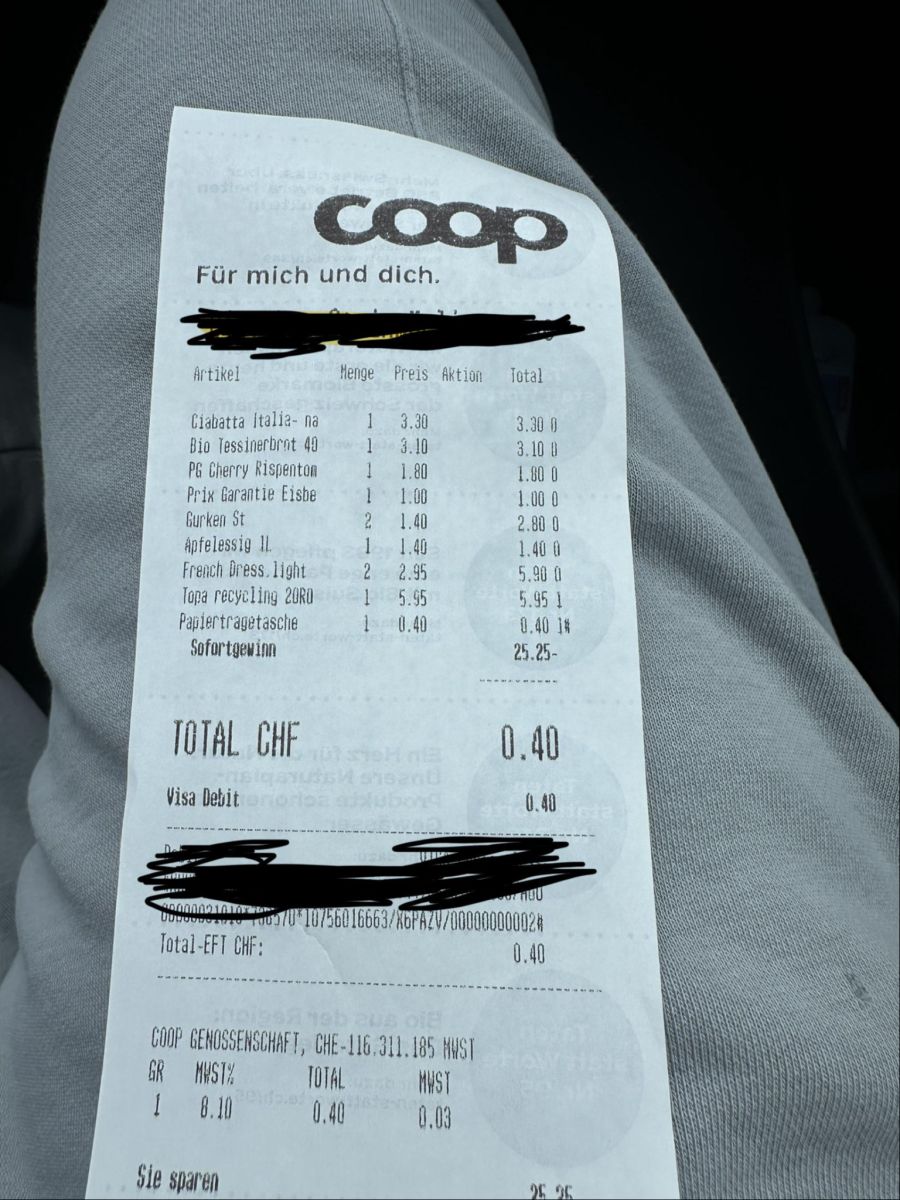 coop
Für mich und dich.
Artikel Menge Preis Aktion Total
Ciabatta Italia- na 1 3.30 3.30 0
Bio Tessinerbrot 40 1 3.10 3.10 0
PG Cherry Rispentom 1 1.80 1.80 0
Prix Garantie Eisbe 1 1.00 1.00 0
Gurken St 2 1.40 2.80 0
Apfelessig 1l 1 1.40 1.40 0
French Dress.light 2 2.95 5.90 0
Topa recycling 20RO 1 5.95 5.95 1
Papiertragetasche 1 0.40 0.40 1#
Sofortgewinn 25.25-
TOTAL CHF 0.40
Visa Debit 0.40
Total-EFT CHF: 0.40
COOP GENOSSENSCHAFT, CHE-116.311.185 MWST
GR MWST% TOTAL MWST
1 8.10 0.40 0.03
Sie sparen 25.25